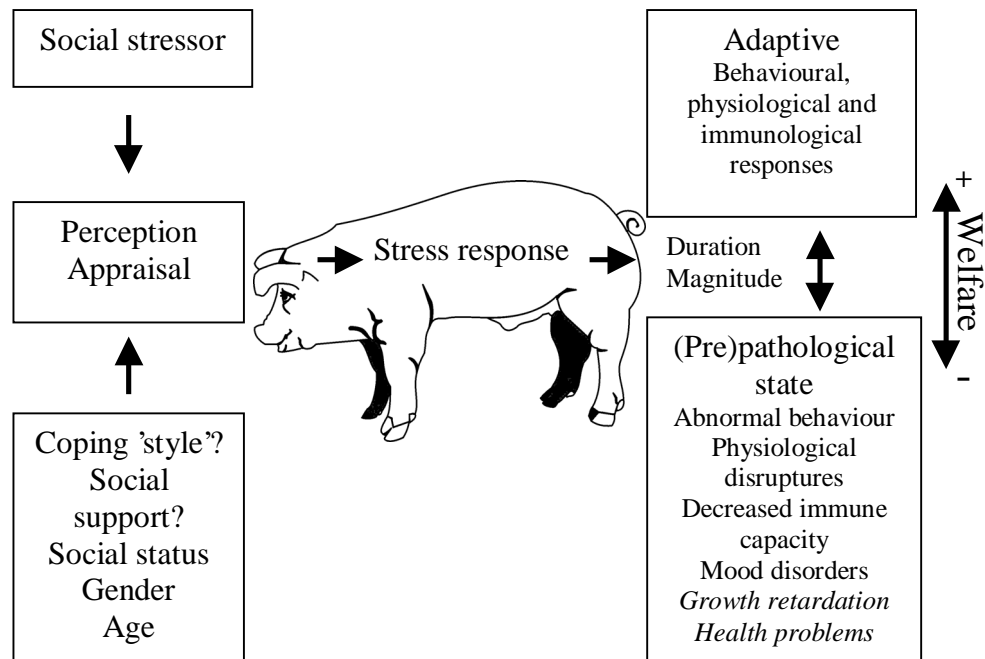 Social stressor
Perception
Appraisal
Coping ’style’?
Social
support?
Social status
Gender
Age
Stress response
Adaptive
Behavioural,
physiological and
immunological
responses
Duration
Magnitude
(Pre)pathological
state
Abnormal behaviour
Physiological
disruptures
Decreased immune
capacity
Mood disorders
Growth retardation
Health problems
+
Welfare
-